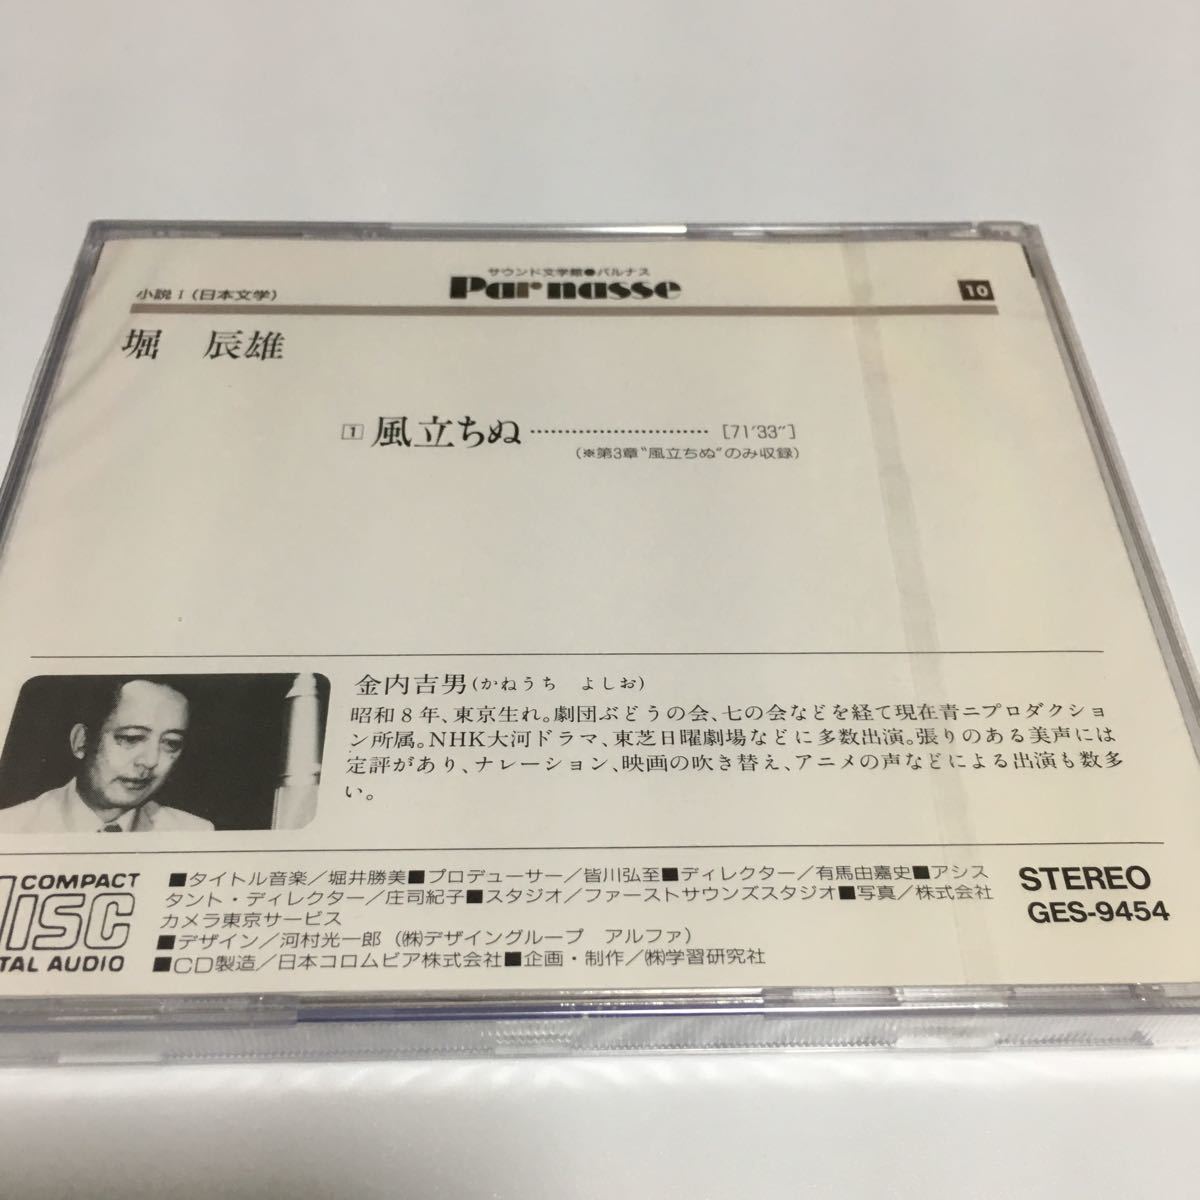 サウンド文学館●パルナス
小説Ⅰ（日本文学）
Parnasse
10
堀　辰雄
1 風立ちぬ ……………………… [71′33″]
（※第3章“風立ちぬ”のみ収録）
金内吉男（かねうち　よしお）
昭和８年、東京生れ。劇団ぶどうの会、七の会などを経て現在青ニプロダクショ
ン所属。NHK大河ドラマ、東芝日曜劇場などに多数出演。張りのある美声には
定評があり、ナレーション、映画の吹き替え、アニメの声などによる出演も数多
い。
COMPACT
DISC
ITAL AUDIO
■タイトル音楽／堀井勝美■プロデューサー／皆川弘至■ディレクター／有馬由嘉史■アシス
タント・ディレクター／庄司紀子■スタジオ／ファーストサウンズスタジオ■写真／株式会社
カメラ東京サービス
■デザイン／河村光一郎（㈱デザイングループ　アルファ）
■CD製造／日本コロムビア株式会社■企画・制作／㈱学習研究社
STEREO
GES-9454